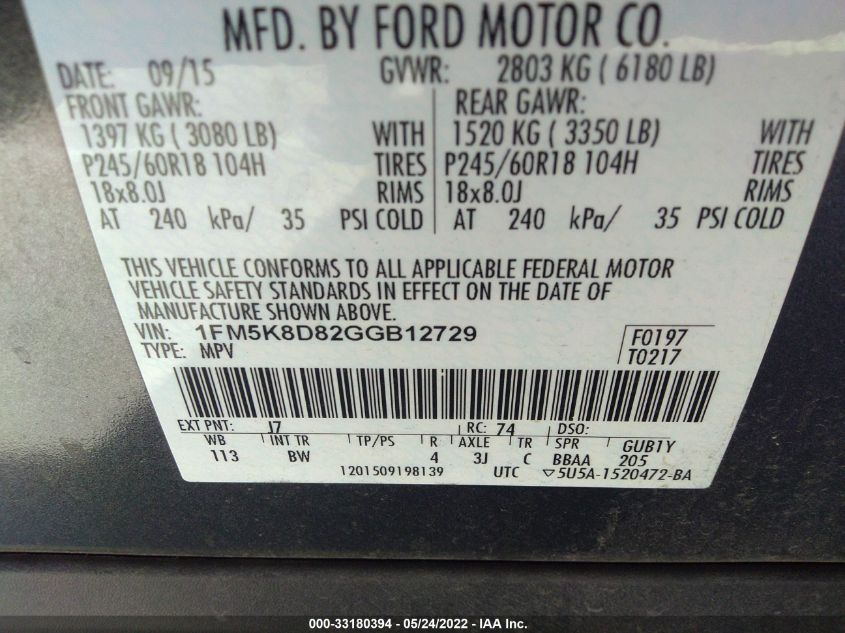 MFD. BY FORD MOTOR CO.
DATE: 09/15 GVWR: 2803 KG ( 6180 LB)
FRONT GAWR: REAR GAWR:
1397 KG ( 3080 LB) WITH 1520 KG ( 3350 LB) WITH
P245/60R18 104H TIRES P245/60R18 104H TIRES
18x8.0J RIMS 18x8.0J RIMS
AT 240 kPa/ 35 PSI COLD AT 240 kPa/ 35 PSI COLD
THIS VEHICLE CONFORMS TO ALL APPLICABLE FEDERAL MOTOR
VEHICLE SAFETY STANDARDS IN EFFECT ON THE DATE OF
MANUFACTURE SHOWN ABOVE.
VIN: 1FM5K8D82GGB12729 F0197
TYPE: MPV T0217
EXT PNT: J7 RC: 74 DSO:
WB INT TR TP/PS R AXLE TR SPR GUB1Y
113 BW 4 3J C BBAA 205
1201509198139 UTC ▽5U5A-1520472-BA
000-33180394 - 05/24/2022 - IAA Inc.